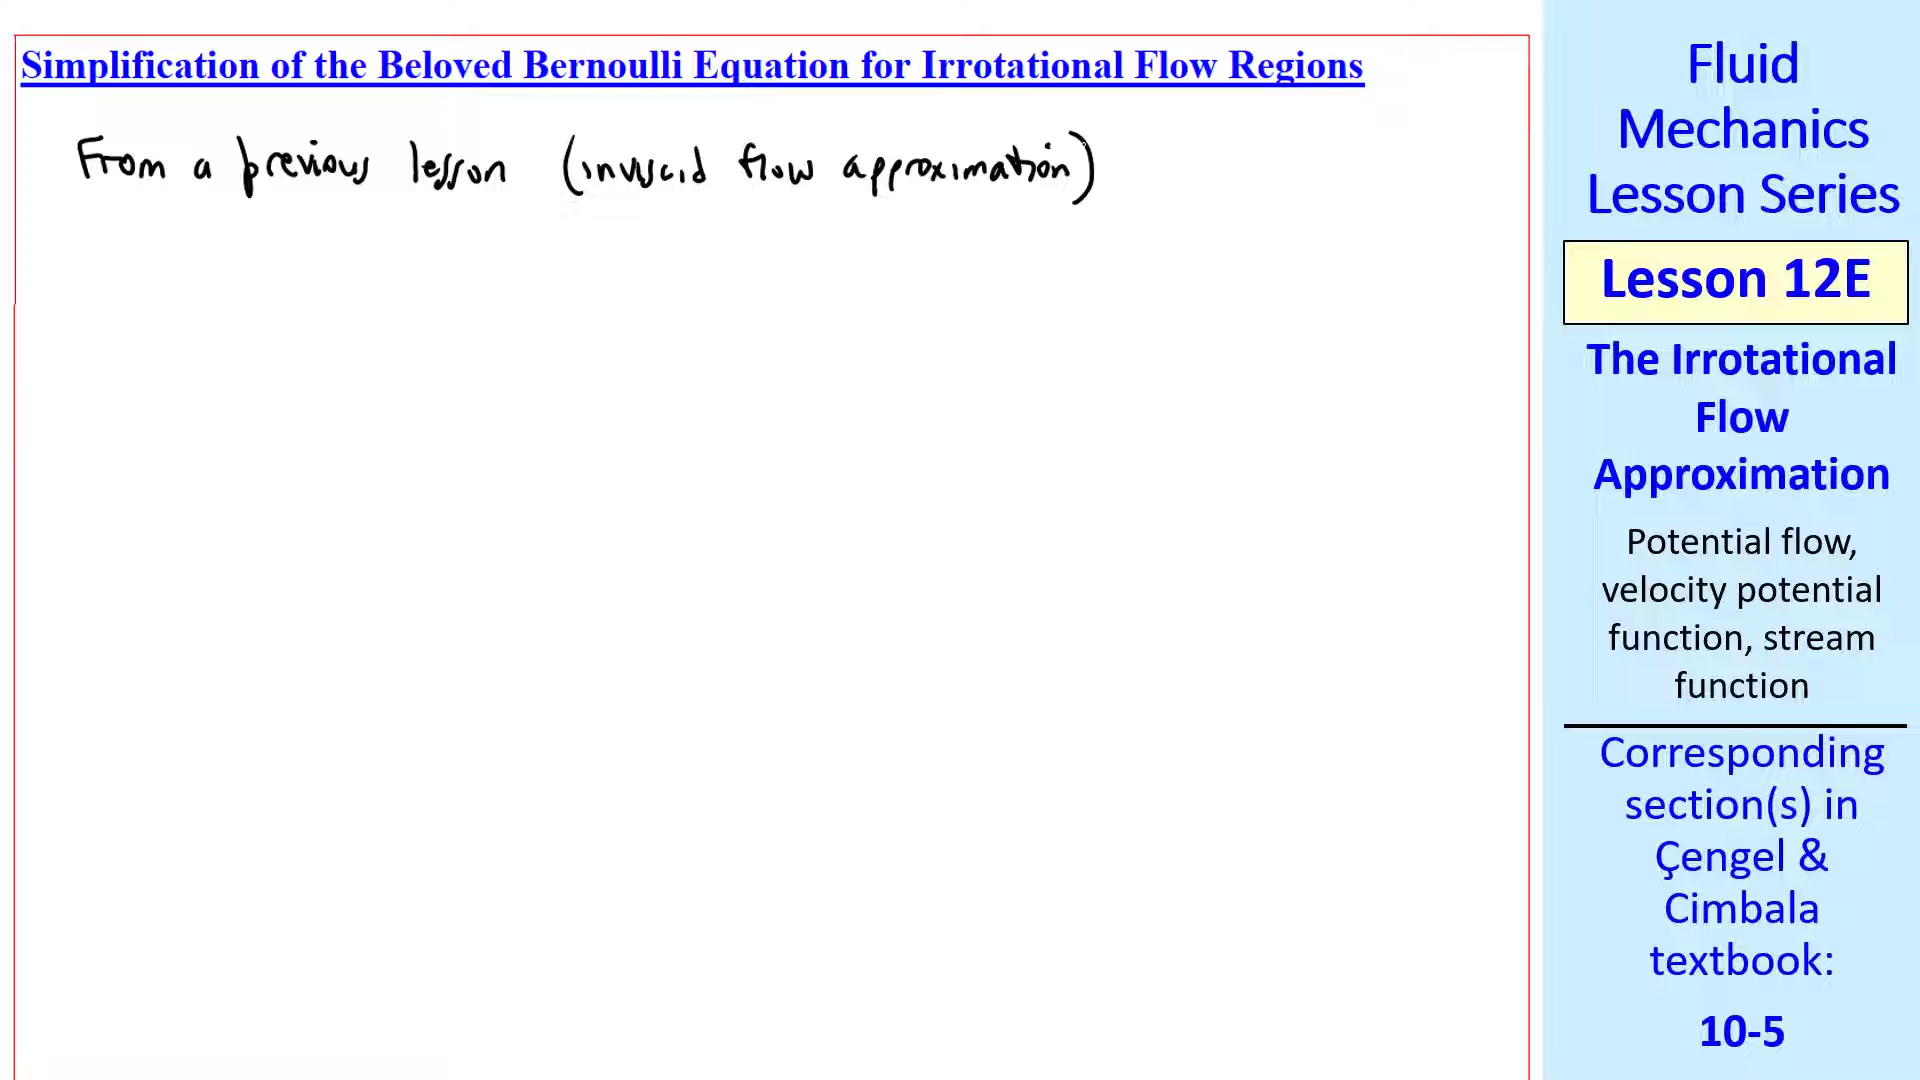 Simplification of the Beloved Bernoulli Equation for Irrotational Flow Regions
From a previous lesson (inviscid flow approximation)
Fluid
Mechanics
Lesson Series
Lesson 12E
The Irrotational
Flow
Approximation
Potential flow,
velocity potential
function, stream
function
Corresponding
section(s) in
Çengel &
Cimbala
textbook:
10-5